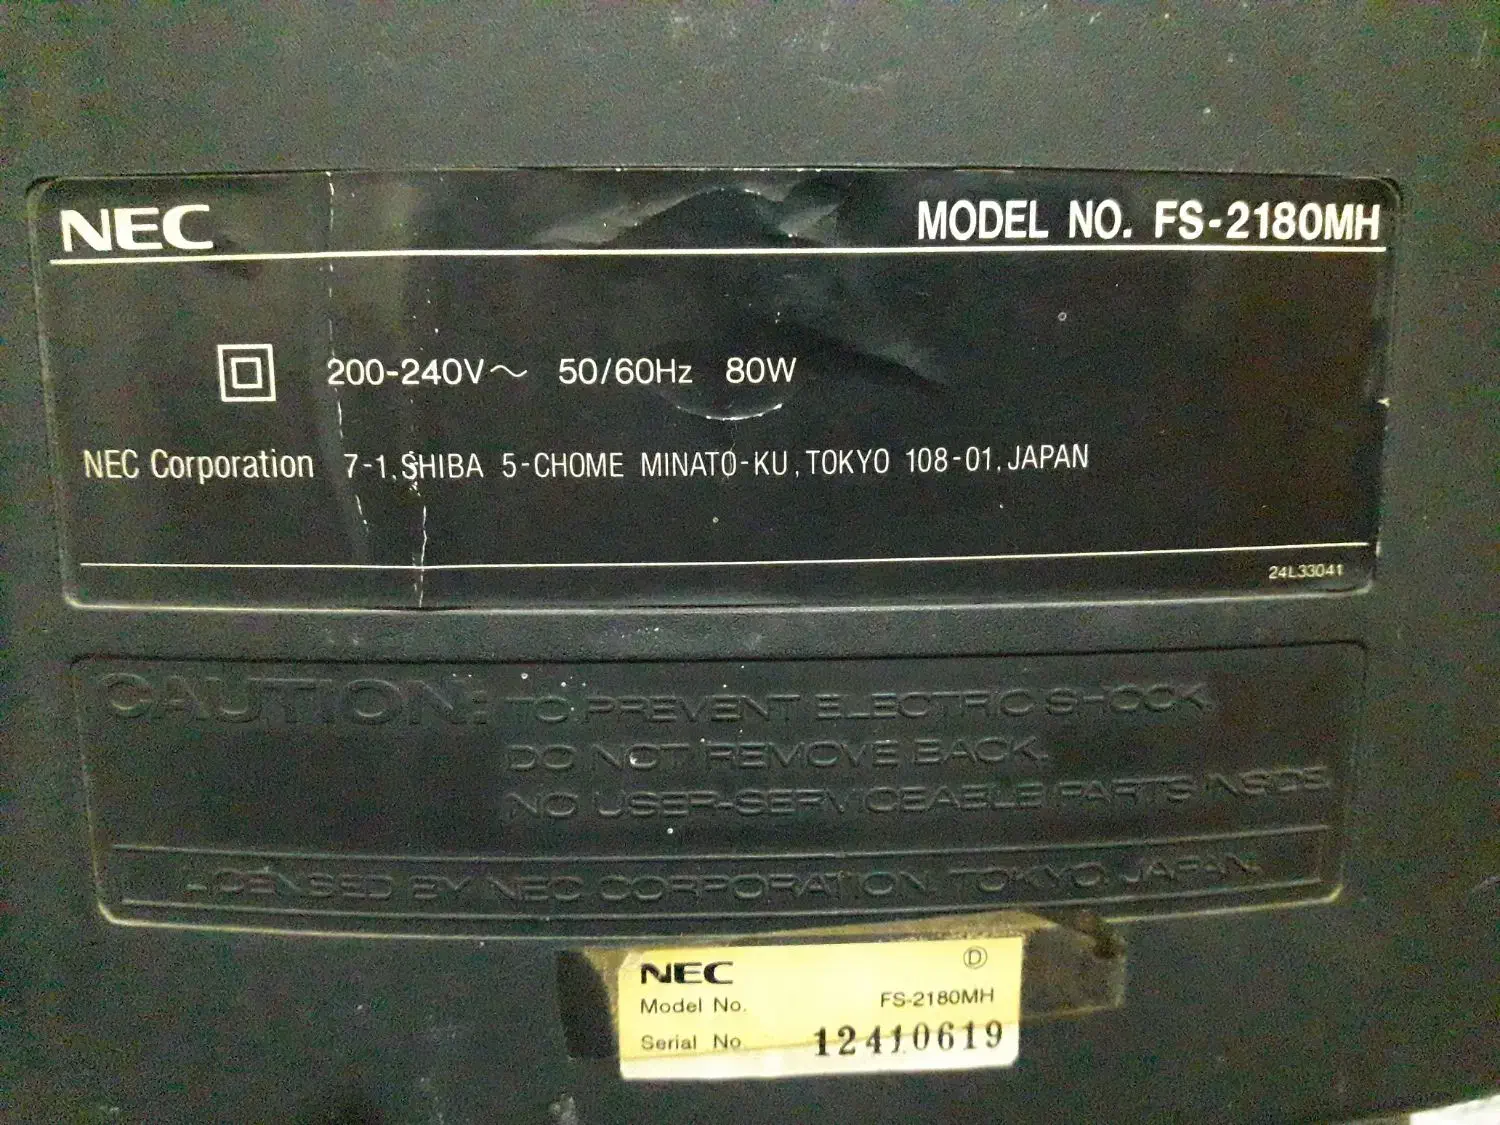 NEC MODEL NO. FS-2180MH
200-240V～ 50/60Hz 80W
NEC Corporation 7-1, SHIBA 5-CHOME MINATO-KU, TOKYO 108-01, JAPAN
24L33041
CAUTION: TO PREVENT ELECTRIC SHOCK,
DO NOT REMOVE BACK.
NO USER-SERVICEABLE PARTS INSIDE.
LICENSED BY NEC CORPORATION, TOKYO, JAPAN.
NEC Ⓓ
Model No. FS-2180MH
Serial No. 12410619